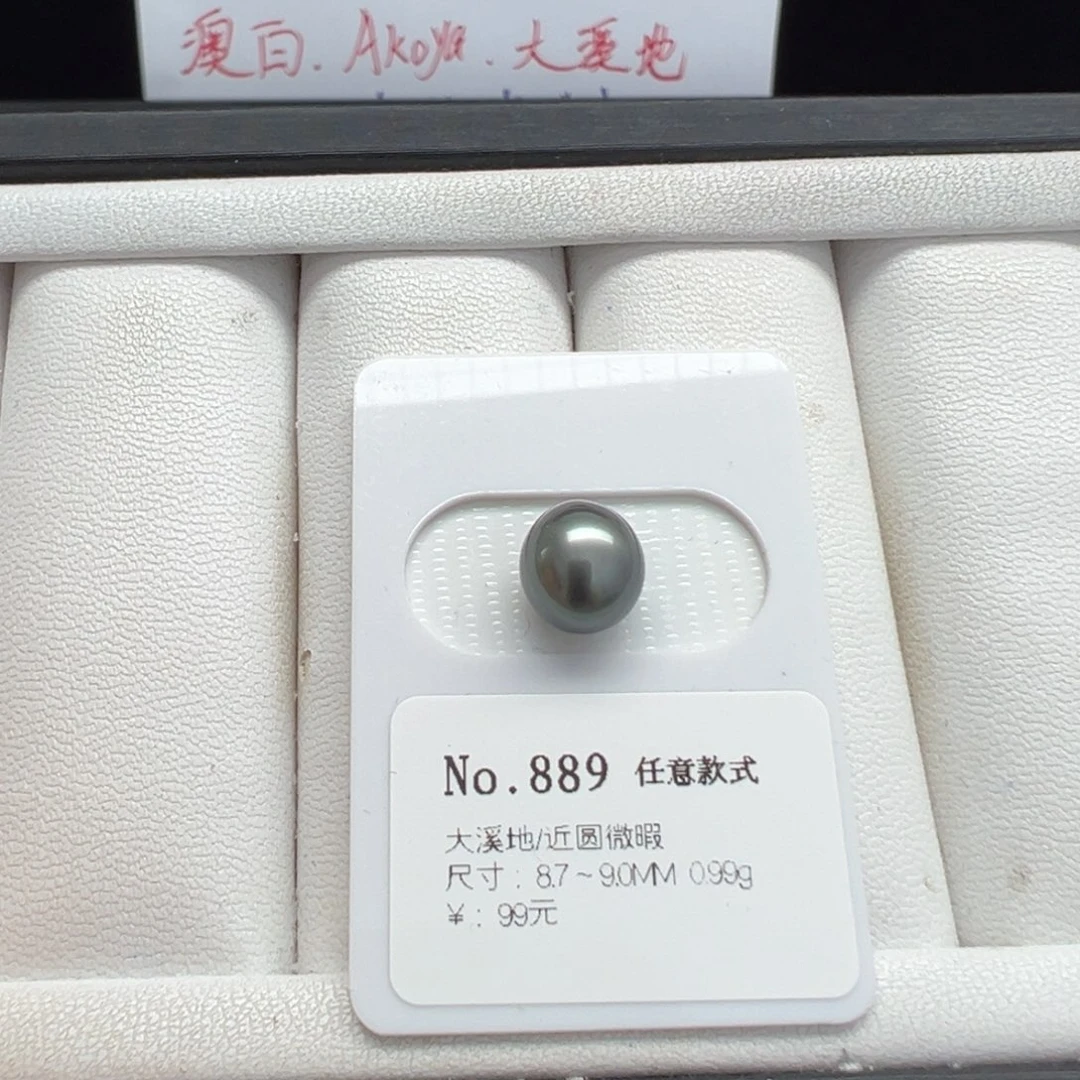 澳白. Akoya. 大溪地
No.889 任意款式
大溪地/近圆微暇
尺寸: 8.7~9.0MM 0.99g
¥: 99元